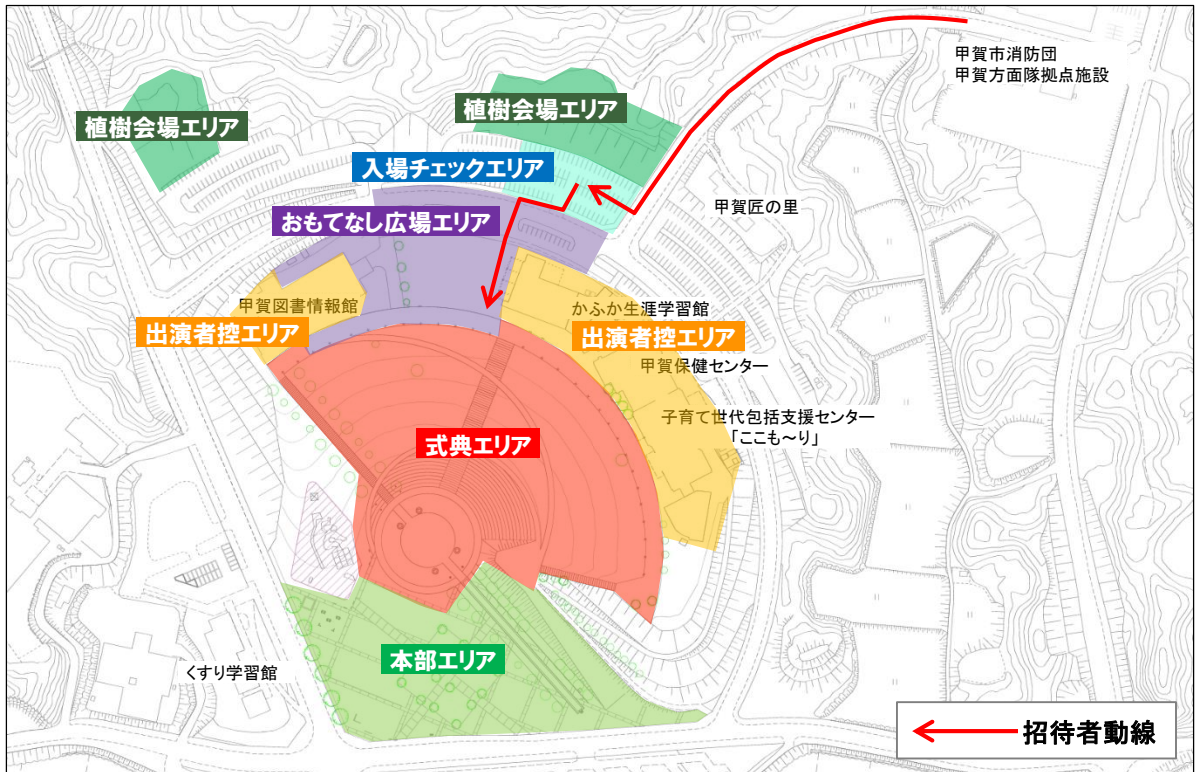 甲賀市消防団
甲賀方面隊拠点施設
植樹会場エリア
植樹会場エリア
入場チェックエリア
甲賀匠の里
おもてなし広場エリア
甲賀図書情報館
かふか生涯学習館
出演者控エリア
出演者控エリア
甲賀保健センター
子育て世代包括支援センター
「ここも～り」
式典エリア
本部エリア
くすり学習館
招待者動線